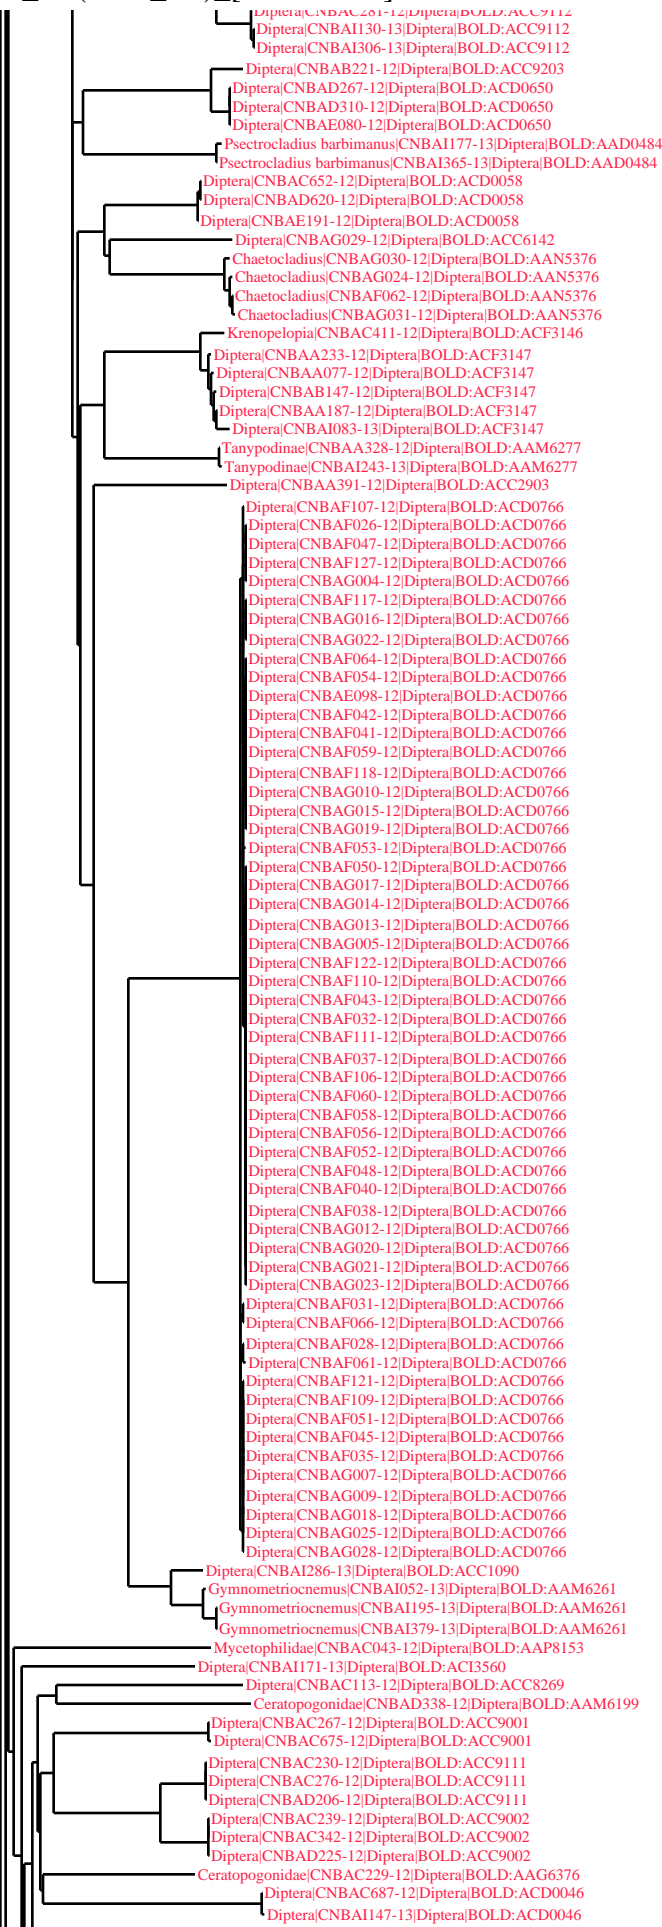 Diptera|CNBAC281-12|Diptera|BOLD:ACC9112
Diptera|CNBAI130-13|Diptera|BOLD:ACC9112
Diptera|CNBAI306-13|Diptera|BOLD:ACC9112
Diptera|CNBAB221-12|Diptera|BOLD:ACC9203
Diptera|CNBAD267-12|Diptera|BOLD:ACD0650
Diptera|CNBAD310-12|Diptera|BOLD:ACD0650
Diptera|CNBAE080-12|Diptera|BOLD:ACD0650
Psectrocladius barbimanus|CNBAI177-13|Diptera|BOLD:AAD0484
Psectrocladius barbimanus|CNBAI365-13|Diptera|BOLD:AAD0484
Diptera|CNBAC652-12|Diptera|BOLD:ACD0058
Diptera|CNBAD620-12|Diptera|BOLD:ACD0058
Diptera|CNBAE191-12|Diptera|BOLD:ACD0058
Diptera|CNBAG029-12|Diptera|BOLD:ACC6142
Chaetocladius|CNBAG030-12|Diptera|BOLD:AAN5376
Chaetocladius|CNBAG024-12|Diptera|BOLD:AAN5376
Chaetocladius|CNBAF062-12|Diptera|BOLD:AAN5376
Chaetocladius|CNBAG031-12|Diptera|BOLD:AAN5376
Krenopelopia|CNBAC411-12|Diptera|BOLD:ACF3146
Diptera|CNBAA233-12|Diptera|BOLD:ACF3147
Diptera|CNBAA077-12|Diptera|BOLD:ACF3147
Diptera|CNBAB147-12|Diptera|BOLD:ACF3147
Diptera|CNBAA187-12|Diptera|BOLD:ACF3147
Diptera|CNBAI083-13|Diptera|BOLD:ACF3147
Tanypodinae|CNBAA328-12|Diptera|BOLD:AAM6277
Tanypodinae|CNBAI243-13|Diptera|BOLD:AAM6277
Diptera|CNBAA391-12|Diptera|BOLD:ACC2903
Diptera|CNBAF107-12|Diptera|BOLD:ACD0766
Diptera|CNBAF026-12|Diptera|BOLD:ACD0766
Diptera|CNBAF047-12|Diptera|BOLD:ACD0766
Diptera|CNBAF127-12|Diptera|BOLD:ACD0766
Diptera|CNBAG004-12|Diptera|BOLD:ACD0766
Diptera|CNBAF117-12|Diptera|BOLD:ACD0766
Diptera|CNBAG016-12|Diptera|BOLD:ACD0766
Diptera|CNBAG022-12|Diptera|BOLD:ACD0766
Diptera|CNBAF064-12|Diptera|BOLD:ACD0766
Diptera|CNBAF054-12|Diptera|BOLD:ACD0766
Diptera|CNBAE098-12|Diptera|BOLD:ACD0766
Diptera|CNBAF042-12|Diptera|BOLD:ACD0766
Diptera|CNBAF041-12|Diptera|BOLD:ACD0766
Diptera|CNBAF059-12|Diptera|BOLD:ACD0766
Diptera|CNBAF118-12|Diptera|BOLD:ACD0766
Diptera|CNBAG010-12|Diptera|BOLD:ACD0766
Diptera|CNBAG015-12|Diptera|BOLD:ACD0766
Diptera|CNBAG019-12|Diptera|BOLD:ACD0766
Diptera|CNBAF053-12|Diptera|BOLD:ACD0766
Diptera|CNBAF050-12|Diptera|BOLD:ACD0766
Diptera|CNBAG017-12|Diptera|BOLD:ACD0766
Diptera|CNBAG014-12|Diptera|BOLD:ACD0766
Diptera|CNBAG013-12|Diptera|BOLD:ACD0766
Diptera|CNBAG005-12|Diptera|BOLD:ACD0766
Diptera|CNBAF122-12|Diptera|BOLD:ACD0766
Diptera|CNBAF110-12|Diptera|BOLD:ACD0766
Diptera|CNBAF043-12|Diptera|BOLD:ACD0766
Diptera|CNBAF032-12|Diptera|BOLD:ACD0766
Diptera|CNBAF111-12|Diptera|BOLD:ACD0766
Diptera|CNBAF037-12|Diptera|BOLD:ACD0766
Diptera|CNBAF106-12|Diptera|BOLD:ACD0766
Diptera|CNBAF060-12|Diptera|BOLD:ACD0766
Diptera|CNBAF058-12|Diptera|BOLD:ACD0766
Diptera|CNBAF056-12|Diptera|BOLD:ACD0766
Diptera|CNBAF052-12|Diptera|BOLD:ACD0766
Diptera|CNBAF048-12|Diptera|BOLD:ACD0766
Diptera|CNBAF040-12|Diptera|BOLD:ACD0766
Diptera|CNBAF038-12|Diptera|BOLD:ACD0766
Diptera|CNBAG012-12|Diptera|BOLD:ACD0766
Diptera|CNBAG020-12|Diptera|BOLD:ACD0766
Diptera|CNBAG021-12|Diptera|BOLD:ACD0766
Diptera|CNBAG023-12|Diptera|BOLD:ACD0766
Diptera|CNBAF031-12|Diptera|BOLD:ACD0766
Diptera|CNBAF066-12|Diptera|BOLD:ACD0766
Diptera|CNBAF028-12|Diptera|BOLD:ACD0766
Diptera|CNBAF061-12|Diptera|BOLD:ACD0766
Diptera|CNBAF121-12|Diptera|BOLD:ACD0766
Diptera|CNBAF109-12|Diptera|BOLD:ACD0766
Diptera|CNBAF051-12|Diptera|BOLD:ACD0766
Diptera|CNBAF045-12|Diptera|BOLD:ACD0766
Diptera|CNBAF035-12|Diptera|BOLD:ACD0766
Diptera|CNBAG007-12|Diptera|BOLD:ACD0766
Diptera|CNBAG009-12|Diptera|BOLD:ACD0766
Diptera|CNBAG018-12|Diptera|BOLD:ACD0766
Diptera|CNBAG025-12|Diptera|BOLD:ACD0766
Diptera|CNBAG028-12|Diptera|BOLD:ACD0766
Diptera|CNBAI286-13|Diptera|BOLD:ACC1090
Gymnometriocnemus|CNBAI052-13|Diptera|BOLD:AAM6261
Gymnometriocnemus|CNBAI195-13|Diptera|BOLD:AAM6261
Gymnometriocnemus|CNBAI379-13|Diptera|BOLD:AAM6261
Mycetophilidae|CNBAC043-12|Diptera|BOLD:AAP8153
Diptera|CNBAI171-13|Diptera|BOLD:ACI3560
Diptera|CNBAC113-12|Diptera|BOLD:ACC8269
Ceratopogonidae|CNBAD338-12|Diptera|BOLD:AAM6199
Diptera|CNBAC267-12|Diptera|BOLD:ACC9001
Diptera|CNBAC675-12|Diptera|BOLD:ACC9001
Diptera|CNBAC230-12|Diptera|BOLD:ACC9111
Diptera|CNBAC276-12|Diptera|BOLD:ACC9111
Diptera|CNBAD206-12|Diptera|BOLD:ACC9111
Diptera|CNBAC239-12|Diptera|BOLD:ACC9002
Diptera|CNBAC342-12|Diptera|BOLD:ACC9002
Diptera|CNBAD225-12|Diptera|BOLD:ACC9002
Ceratopogonidae|CNBAC229-12|Diptera|BOLD:AAG6376
Diptera|CNBAC687-12|Diptera|BOLD:ACD0046
Diptera|CNBAI147-13|Diptera|BOLD:ACD0046